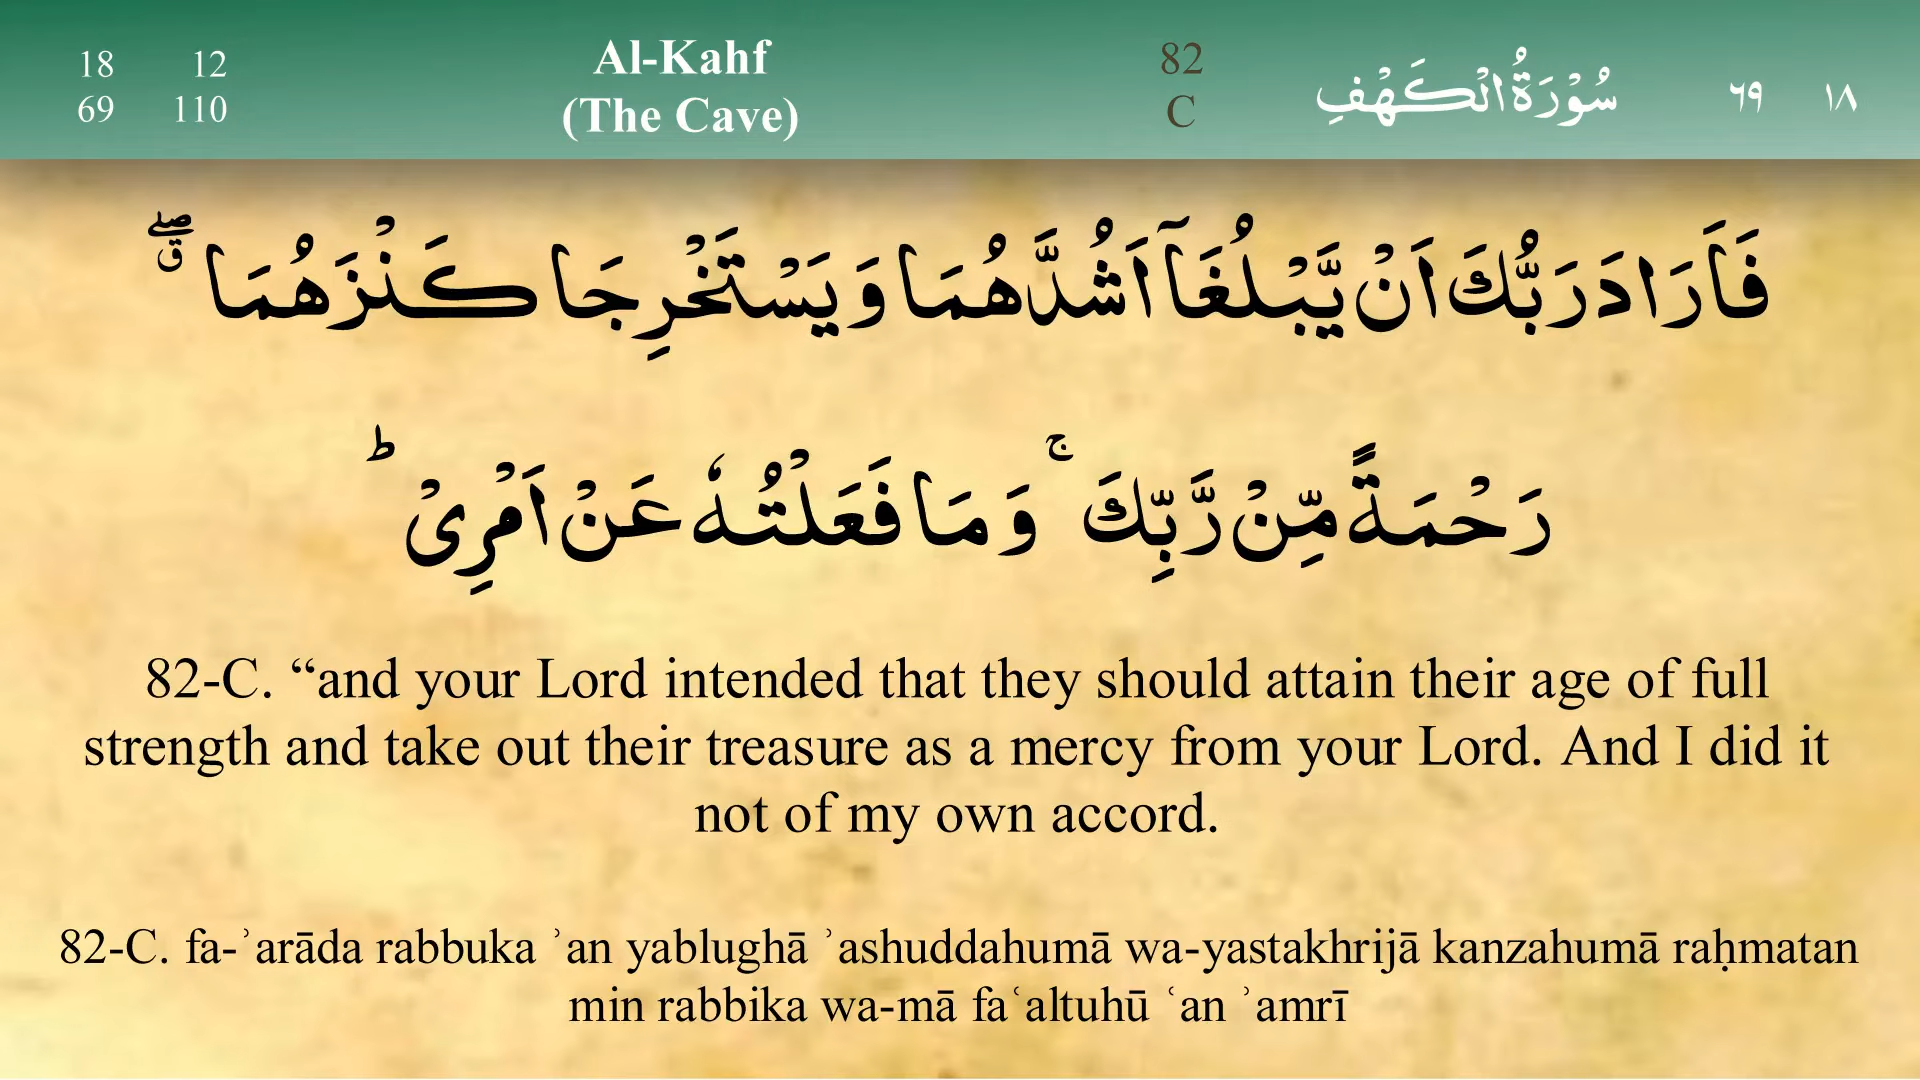 18 12
69 110
Al-Kahf
(The Cave)
82
C
سُوْرَةُ الْكَهْفِ
٦٩ ١٨
فَاَرَادَ رَبُّكَ اَنْ يَّبْلُغَاۤ اَشُدَّهُمَا وَ يَسْتَخْرِجَا كَنْزَهُمَا ۖۗ
رَحْمَةً مِّنْ رَّبِّكَ ۚ وَ مَا فَعَلْتُهٗ عَنْ اَمْرِیْ ؕ
82-C. “and your Lord intended that they should attain their age of full
strength and take out their treasure as a mercy from your Lord. And I did it
not of my own accord.
82-C. fa-ʾarāda rabbuka ʾan yablughā ʾashuddahumā wa-yastakhrijā kanzahumā raḥmatan
min rabbika wa-mā faʿaltuhū ʿan ʾamrī